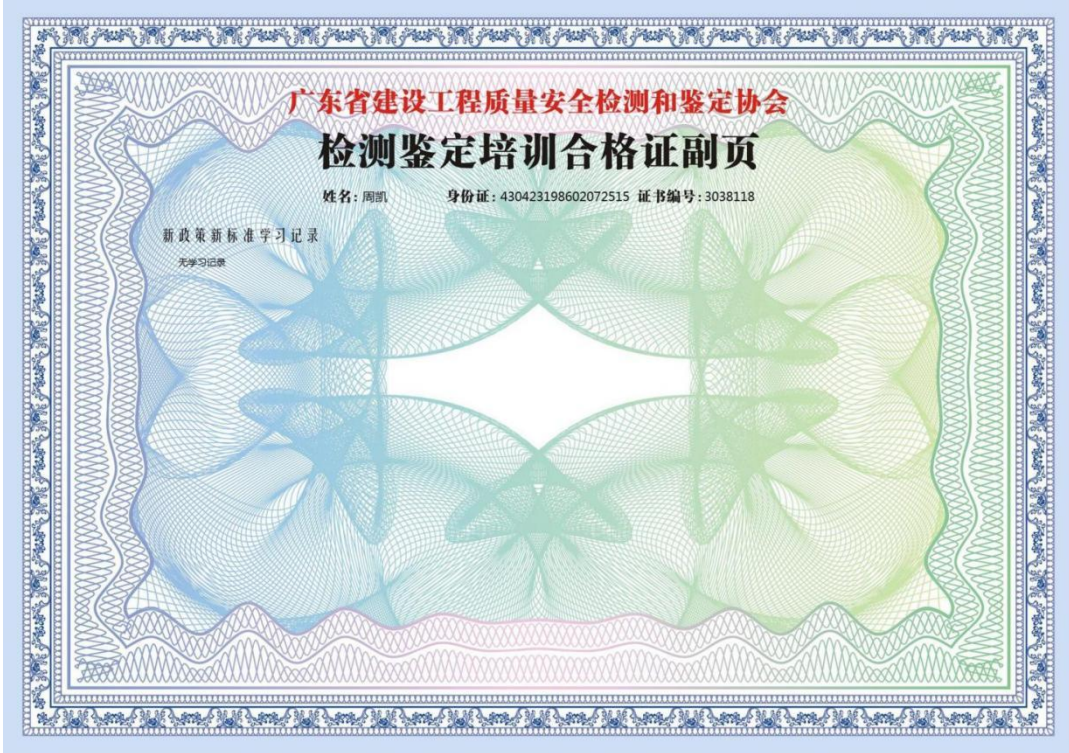 广东省建设工程质量安全检测和鉴定协会
检测鉴定培训合格证副页
姓名:周凯 身份证:430423198602072515 证书编号:3038118
新政策新标准学习记录
无学习记录